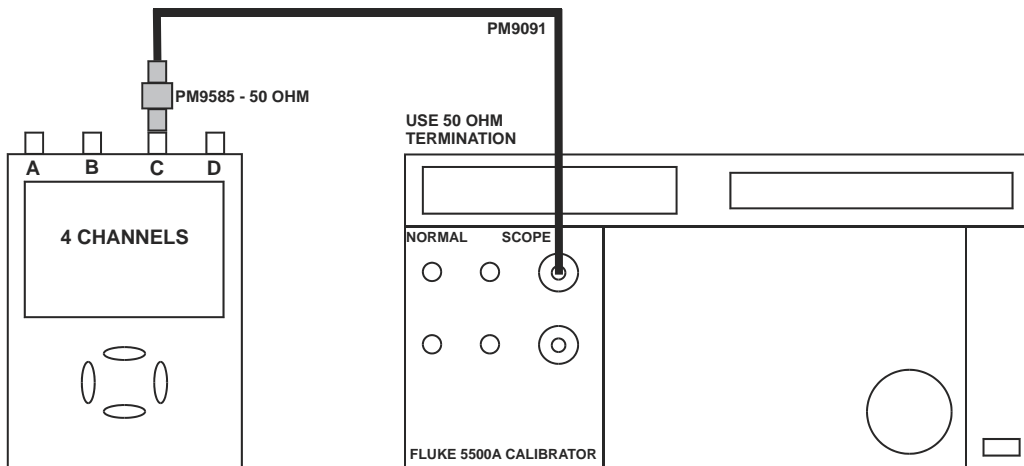 PM9091
PM9585 - 50 OHM
USE 50 OHM
TERMINATION
A B C D
4 CHANNELS
NORMAL SCOPE
FLUKE 5500A CALIBRATOR